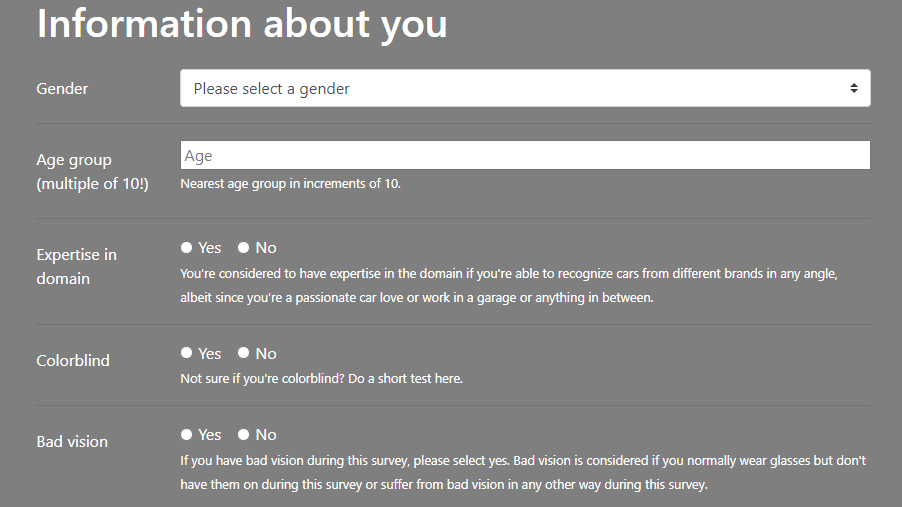 Information about you
Gender
Please select a gender
Age group
(multiple of 10!)
Age
Nearest age group in increments of 10.
Expertise in
domain
Yes No
You're considered to have expertise in the domain if you're able to recognize cars from different brands in any angle,
albeit since you're a passionate car love or work in a garage or anything in between.
Colorblind
Yes No
Not sure if you're colorblind? Do a short test here.
Bad vision
Yes No
If you have bad vision during this survey, please select yes. Bad vision is considered if you normally wear glasses but don't
have them on during this survey or suffer from bad vision in any other way during this survey.